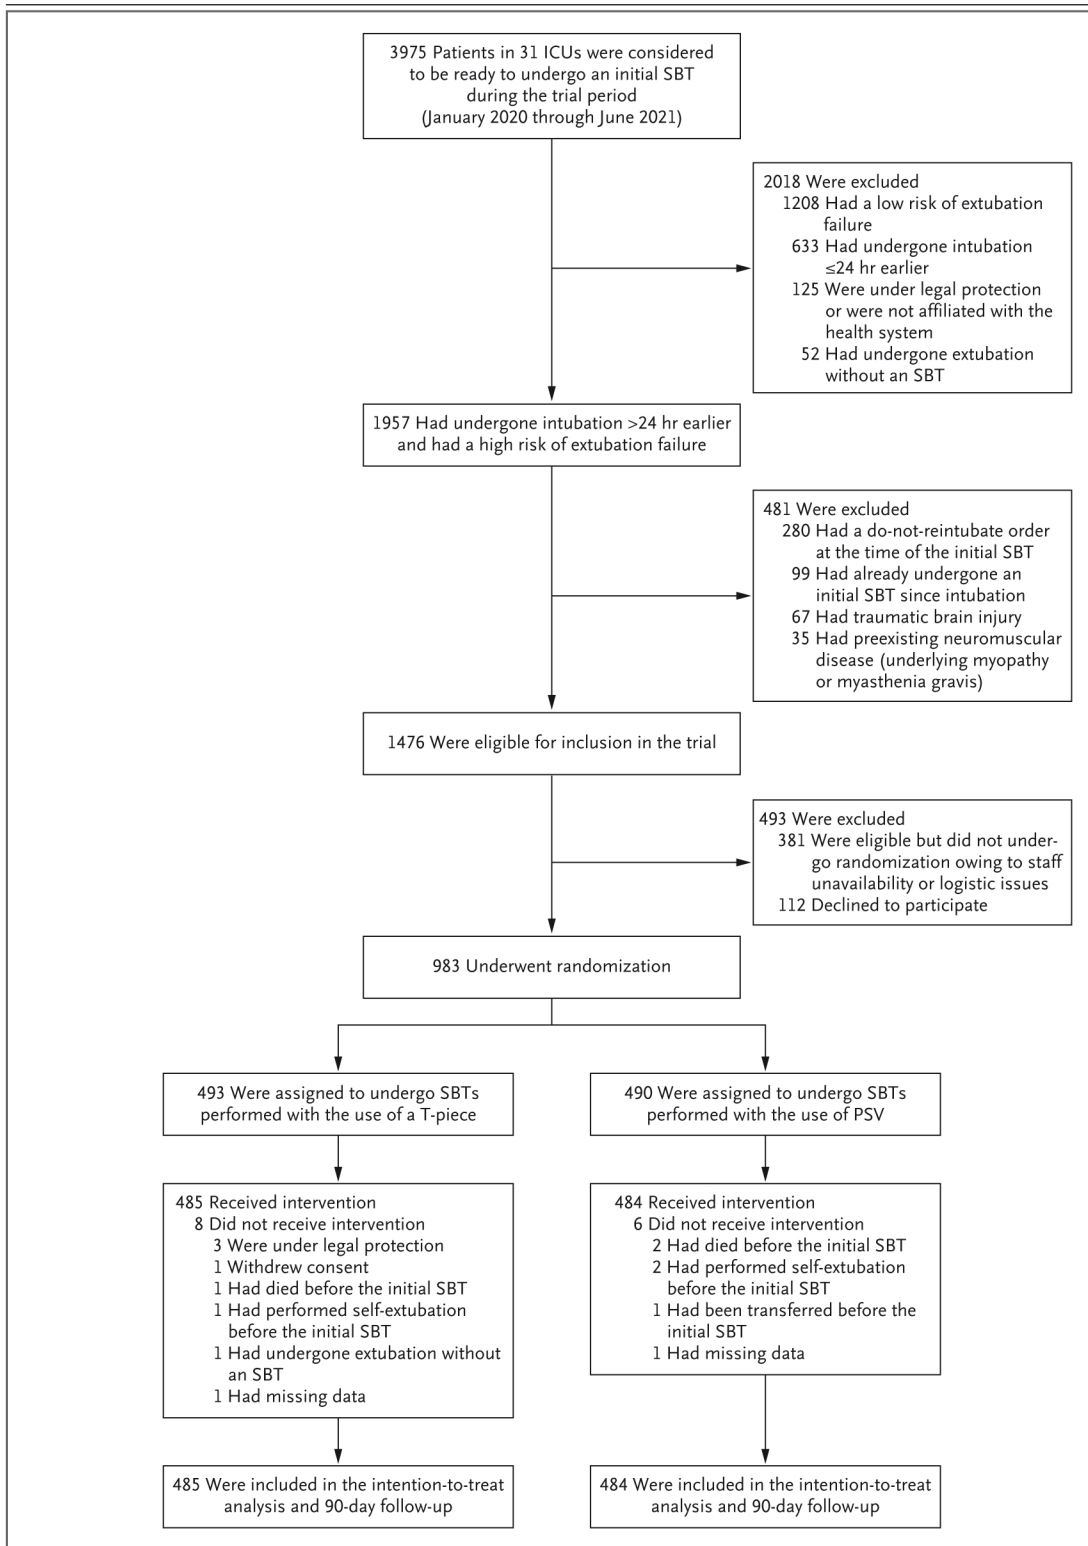 3975 Patients in 31 ICUs were considered
to be ready to undergo an initial SBT
during the trial period
(January 2020 through June 2021)
2018 Were excluded
1208 Had a low risk of extubation
failure
633 Had undergone intubation
≤24 hr earlier
125 Were under legal protection
or were not affiliated with the
health system
52 Had undergone extubation
without an SBT
1957 Had undergone intubation >24 hr earlier
and had a high risk of extubation failure
481 Were excluded
280 Had a do-not-reintubate order
at the time of the initial SBT
99 Had already undergone an
initial SBT since intubation
67 Had traumatic brain injury
35 Had preexisting neuromuscular
disease (underlying myopathy
or myasthenia gravis)
1476 Were eligible for inclusion in the trial
493 Were excluded
381 Were eligible but did not under-
go randomization owing to staff
unavailability or logistic issues
112 Declined to participate
983 Underwent randomization
493 Were assigned to undergo SBTs
performed with the use of a T-piece
490 Were assigned to undergo SBTs
performed with the use of PSV
485 Received intervention
8 Did not receive intervention
3 Were under legal protection
1 Withdrew consent
1 Had died before the initial SBT
1 Had performed self-extubation
before the initial SBT
1 Had undergone extubation without
an SBT
1 Had missing data
484 Received intervention
6 Did not receive intervention
2 Had died before the initial SBT
2 Had performed self-extubation
before the initial SBT
1 Had been transferred before the
initial SBT
1 Had missing data
485 Were included in the intention-to-treat
analysis and 90-day follow-up
484 Were included in the intention-to-treat
analysis and 90-day follow-up